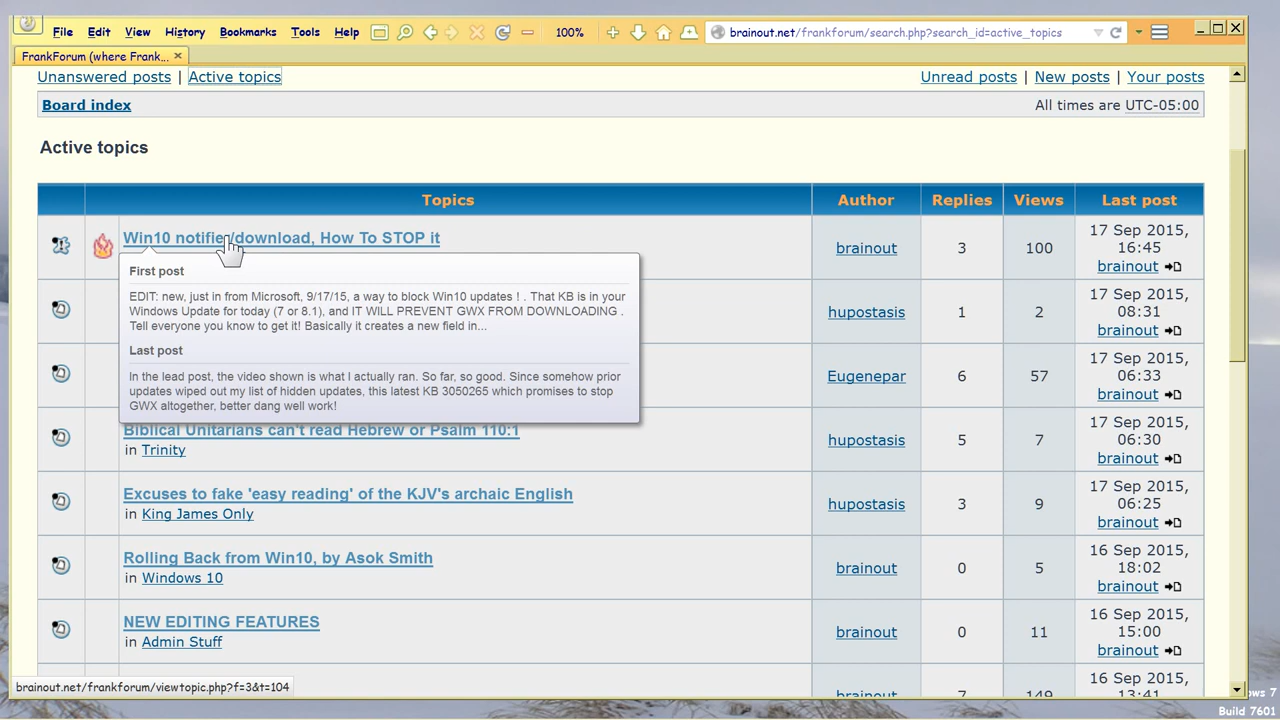 File Edit View History Bookmarks Tools Help 100% brainout.net/frankforum/search.php?search_id=active_topics
FrankForum (where Frank... ×
Unanswered posts | Active topics Unread posts | New posts | Your posts
Board index All times are UTC-05:00
Active topics
Topics Author Replies Views Last post
Win10 notifier/download, How To STOP it brainout 3 100 17 Sep 2015,
16:45
brainout
First post
EDIT: new, just in from Microsoft, 9/17/15, a way to block Win10 updates ! . That KB is in your
Windows Update for today (7 or 8.1), and IT WILL PREVENT GWX FROM DOWNLOADING .
Tell everyone you know to get it! Basically it creates a new field in...
Last post
In the lead post, the video shown is what I actually ran. So far, so good. Since somehow prior
updates wiped out my list of hidden updates, this latest KB 3050265 which promises to stop
GWX altogether, better dang well work!
hupostasis 1 2 17 Sep 2015,
08:31
brainout
Eugenepar 6 57 17 Sep 2015,
06:33
brainout
Biblical Unitarians can't read Hebrew or Psalm 110:1
in Trinity
hupostasis 5 7 17 Sep 2015,
06:30
brainout
Excuses to fake 'easy reading' of the KJV's archaic English
in King James Only
hupostasis 3 9 17 Sep 2015,
06:25
brainout
Rolling Back from Win10, by Asok Smith
in Windows 10
brainout 0 5 16 Sep 2015,
18:02
brainout
NEW EDITING FEATURES
in Admin Stuff
brainout 0 11 16 Sep 2015,
15:00
brainout
brainout 7 149 16 Sep 2015,
13:41
brainout.net/frankforum/viewtopic.php?f=3&t=104
ows 7
Build 7601